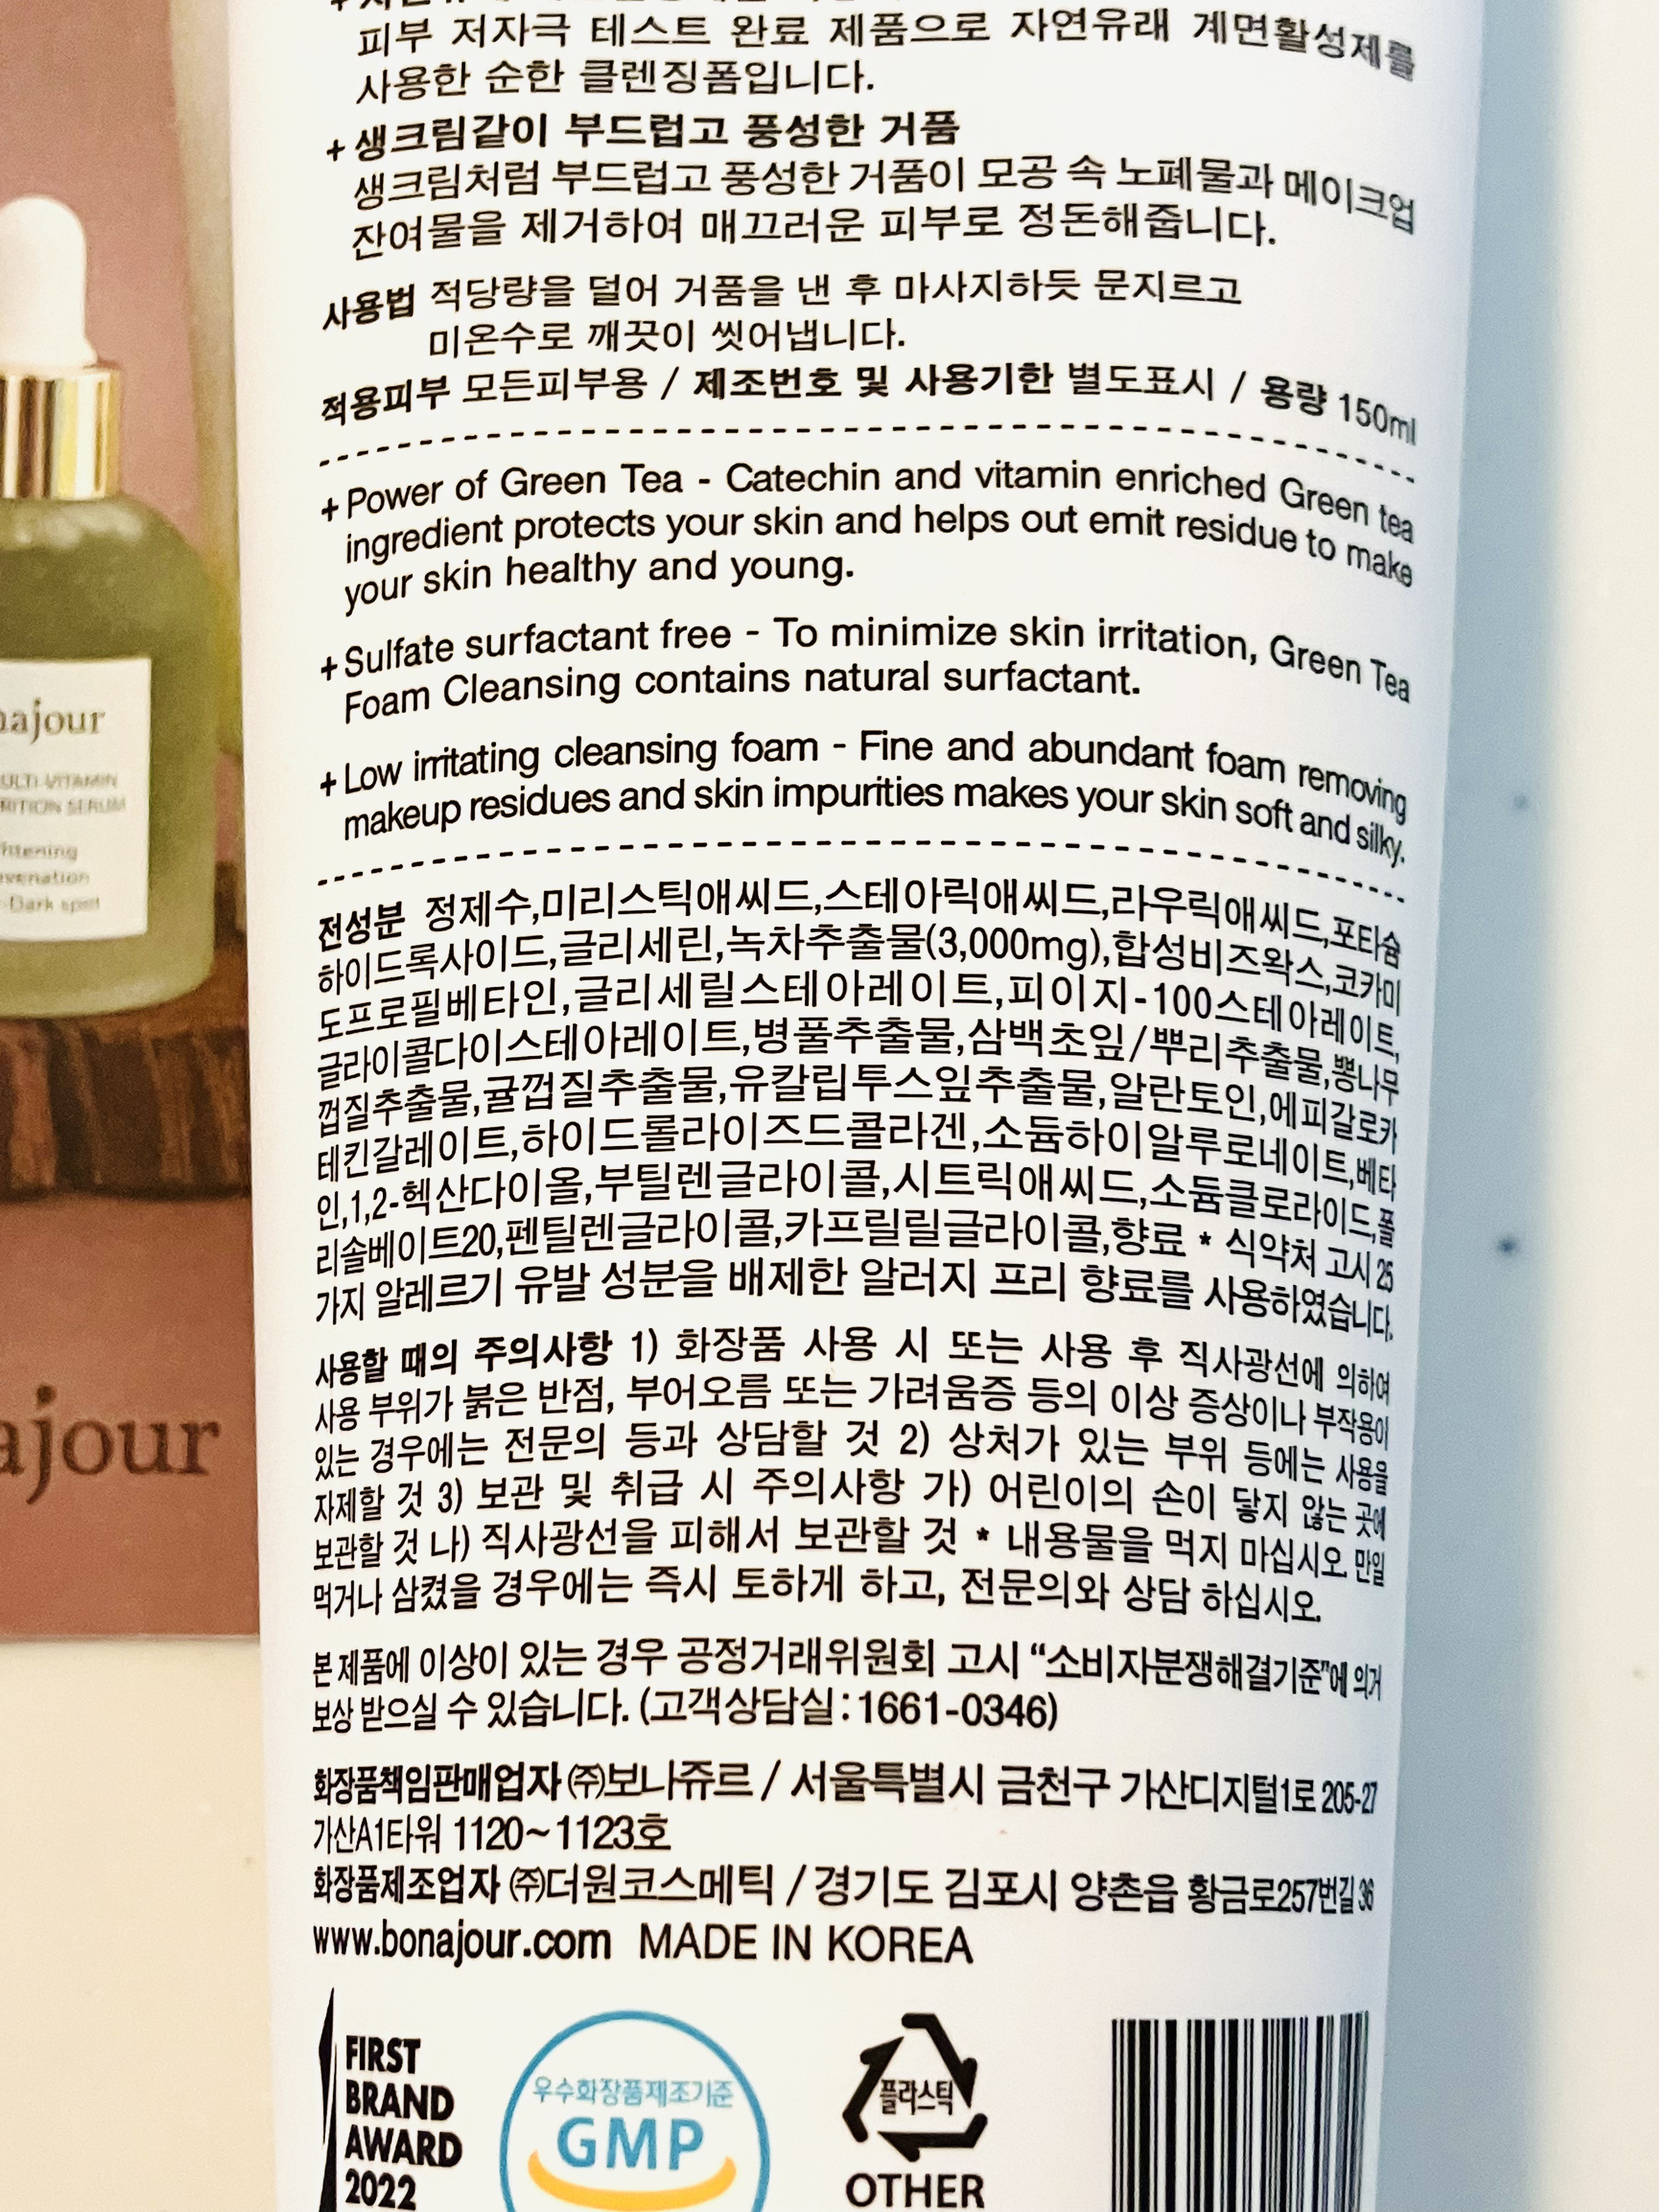 피부 저자극 테스트 완료 제품으로 자연유래 계면활성제를
사용한 순한 클렌징폼입니다.
+ 생크림같이 부드럽고 풍성한 거품
생크림처럼 부드럽고 풍성한 거품이 모공 속 노폐물과 메이크업
잔여물을 제거하여 매끄러운 피부로 정돈해줍니다.
사용법 적당량을 덜어 거품을 낸 후 마사지하듯 문지르고
미온수로 깨끗이 씻어냅니다.
적용피부 모든피부용 / 제조번호 및 사용기한 별도표시 / 용량 150ml
+ Power of Green Tea - Catechin and vitamin enriched Green tea
ingredient protects your skin and helps out emit residue to make
your skin healthy and young.
+ Sulfate surfactant free - To minimize skin irritation, Green Tea
Foam Cleansing contains natural surfactant.
+ Low irritating cleansing foam - Fine and abundant foam removing
makeup residues and skin impurities makes your skin soft and silky.
전성분 정제수,미리스틱애씨드,스테아릭애씨드,라우릭애씨드,포타슘
하이드록사이드,글리세린,녹차추출물(3,000mg),합성비즈왁스,코카미
도프로필베타인,글리세릴스테아레이트,피이지-100스테아레이트,
글라이콜다이스테아레이트,병풀추출물,삼백초잎/뿌리추출물,뽕나무
껍질추출물,귤껍질추출물,유칼립투스잎추출물,알란토인,에피갈로카
테킨갈레이트,하이드롤라이즈드콜라겐,소듐하이알루로네이트,베타
인,1,2-헥산다이올,부틸렌글라이콜,시트릭애씨드,소듐클로라이드,폴
리솔베이트20,펜틸렌글라이콜,카프릴릴글라이콜,향료 * 식약처 고시 25
가지 알레르기 유발 성분을 배제한 알러지 프리 향료를 사용하였습니다.
사용할 때의 주의사항 1) 화장품 사용 시 또는 사용 후 직사광선에 의하여
사용 부위가 붉은 반점, 부어오름 또는 가려움증 등의 이상 증상이나 부작용이
있는 경우에는 전문의 등과 상담할 것 2) 상처가 있는 부위 등에는 사용을
자제할 것 3) 보관 및 취급 시 주의사항 가) 어린이의 손이 닿지 않는 곳에
보관할 것 나) 직사광선을 피해서 보관할 것 * 내용물을 먹지 마십시오. 만일
먹거나 삼켰을 경우에는 즉시 토하게 하고, 전문의와 상담 하십시오.
본 제품에 이상이 있는 경우 공정거래위원회 고시 “소비자분쟁해결기준”에 의거
보상 받으실 수 있습니다. (고객상담실:1661-0346)
화장품책임판매업자 ㈜보나쥬르 / 서울특별시 금천구 가산디지털1로 205-27
가산A1타워 1120~1123호
화장품제조업자 ㈜더원코스메틱 / 경기도 김포시 양촌읍 황금로257번길 36
www.bonajour.com MADE IN KOREA
FIRST
BRAND
AWARD
2022
우수화장품제조기준
GMP
플라스틱
OTHER
najour
ULTI-VITAMIN
RITION SERUM
htening
evenation
-Dark spot
ajour